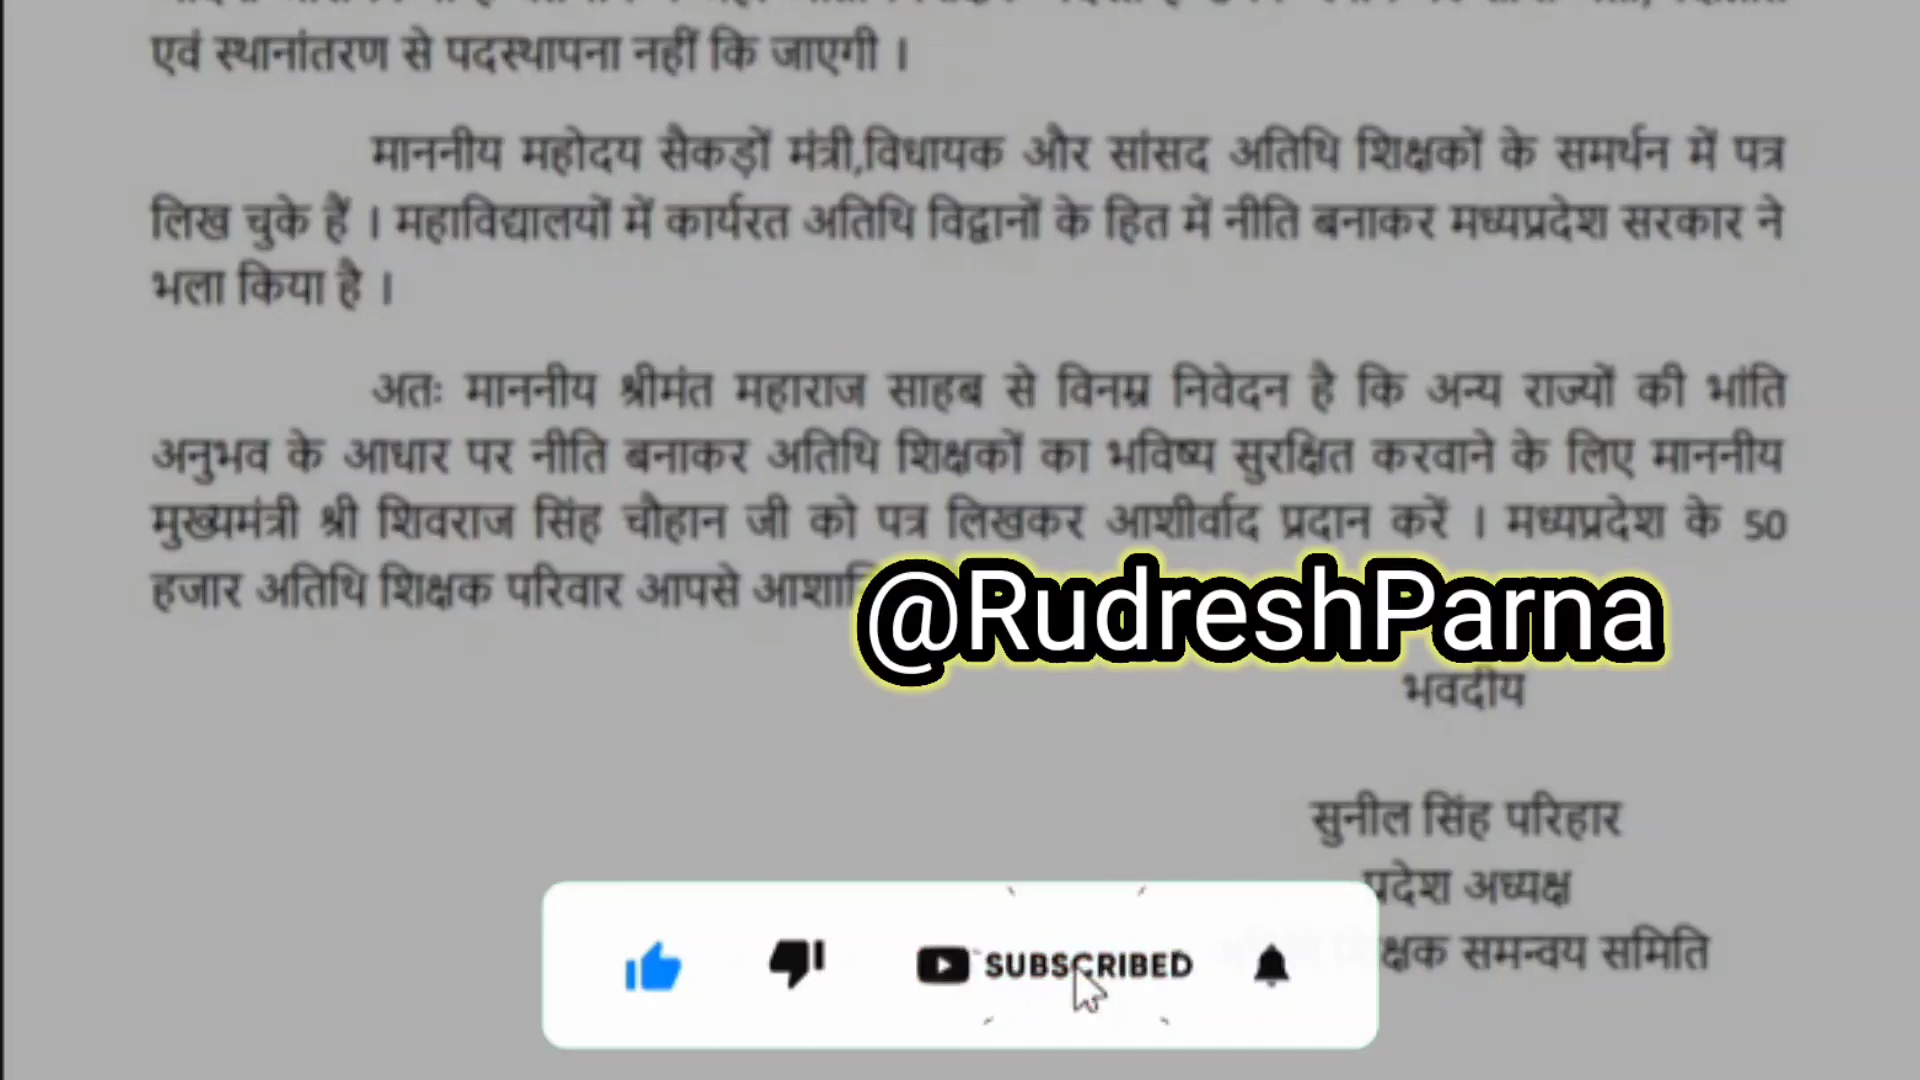 एवं स्थानांतरण से पदस्थापना नहीं कि जाएगी ।
माननीय महोदय सैकड़ों मंत्री,विधायक और सांसद अतिथि शिक्षकों के समर्थन में पत्र
लिख चुके हैं । महाविद्यालयों में कार्यरत अतिथि विद्वानों के हित में नीति बनाकर मध्यप्रदेश सरकार ने
भला किया है ।
अतः माननीय श्रीमंत महाराज साहब से विनम्र निवेदन है कि अन्य राज्यों की भांति
अनुभव के आधार पर नीति बनाकर अतिथि शिक्षकों का भविष्य सुरक्षित करवाने के लिए माननीय
मुख्यमंत्री श्री शिवराज सिंह चौहान जी को पत्र लिखकर आशीर्वाद प्रदान करें । मध्यप्रदेश के 50
हजार अतिथि शिक्षक परिवार आपसे
@RudreshParna
भवदीय
सुनील सिंह परिहार
प्रदेश अध्यक्ष
समन्वय समिति
SUBSCRIBED